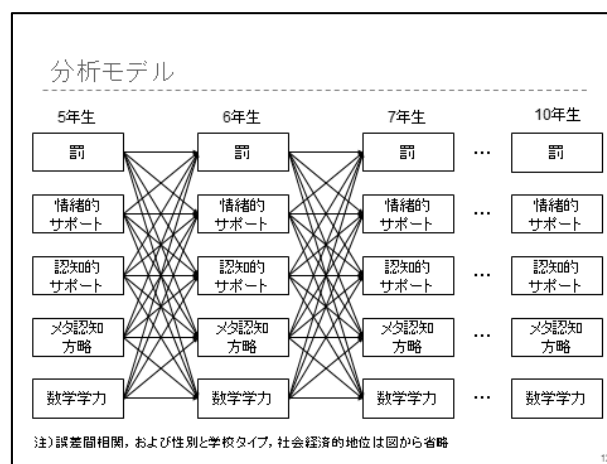 分析モデル
5年生 6年生 7年生 10年生
罰 罰 罰 … 罰
情緒的 情緒的 情緒的 情緒的
サポート サポート サポート … サポート
認知的 認知的 認知的 認知的
サポート サポート サポート … サポート
メタ認知 メタ認知 メタ認知 メタ認知
方略 方略 方略 … 方略
数学学力 数学学力 数学学力 … 数学学力
注)誤差間相関，および性別と学校タイプ，社会経済的地位は図から省略